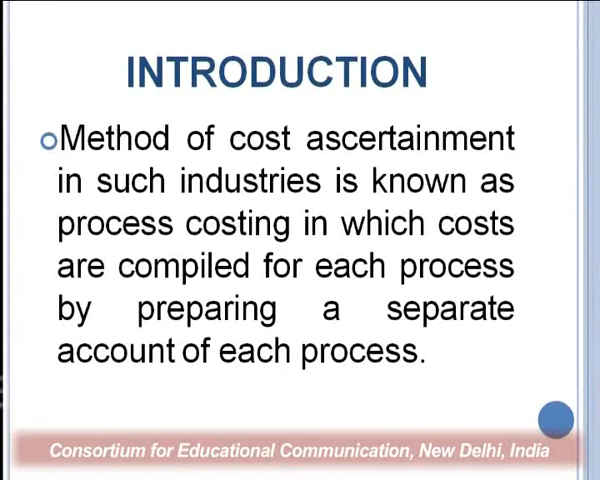 INTRODUCTION
Method of cost ascertainment
in such industries is known as
process costing in which costs
are compiled for each process
by preparing a separate
account of each process.
Consortium for Educational Communication, New Delhi, India